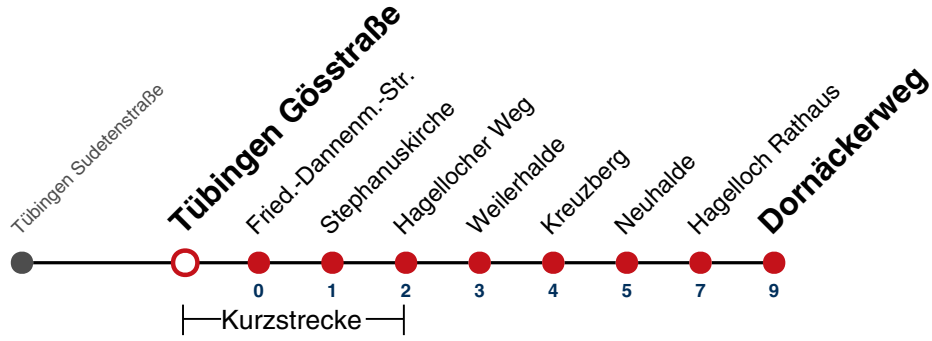 Tübingen Sudetenstraße
Tübingen Gösstraße
Fried.-Dannenm.-Str.
Stephanuskirche
Hagellocher Weg
Weilerhalde
Kreuzberg
Neuhalde
Hagelloch Rathaus
Dornäckerweg
0 1 2 3 4 5 7 9
Kurzstrecke